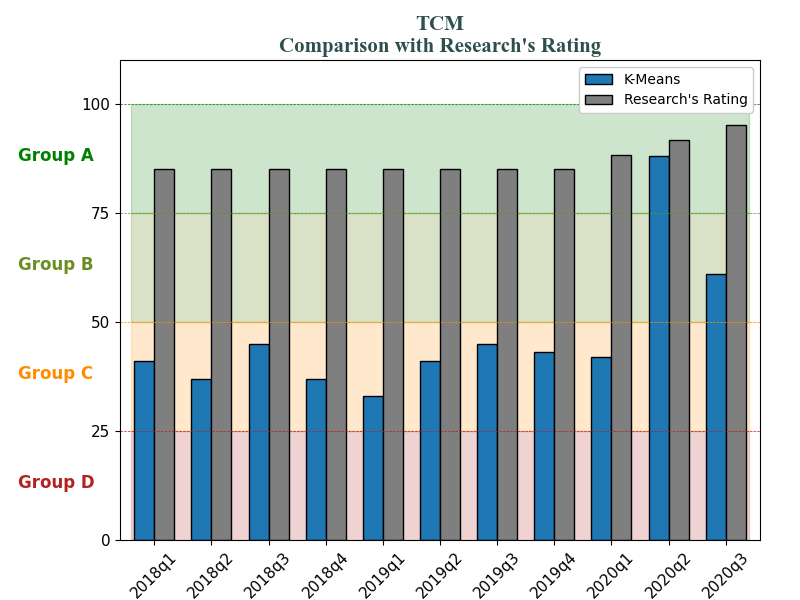 TCM
Comparison with Research's Rating
K-Means
Research's Rating
100
Group A
75
Group B
50
Group C
25
Group D
0
2018q1
2018q2
2018q3
2018q4
2019q1
2019q2
2019q3
2019q4
2020q1
2020q2
2020q3